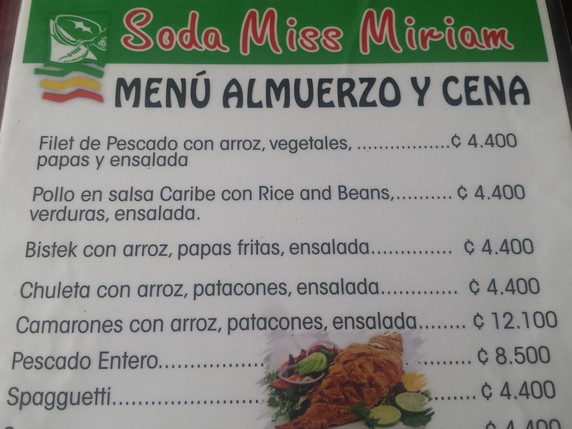 Soda Miss Miriam
MENÚ ALMUERZO Y CENA
Filet de Pescado con arroz, vegetales, .................₵ 4.400
papas y ensalada
Pollo en salsa Caribe con Rice and Beans,.......... ₵ 4.400
verduras, ensalada.
Bistek con arroz, papas fritas, ensalada............... ₵ 4.400
Chuleta con arroz, patacones, ensalada.............. ₵ 4.400
Camarones con arroz, patacones, ensalada........ ₵ 12.100
Pescado Entero...................................................... ₵ 8.500
Spagguetti............................................................... ₵ 4.400